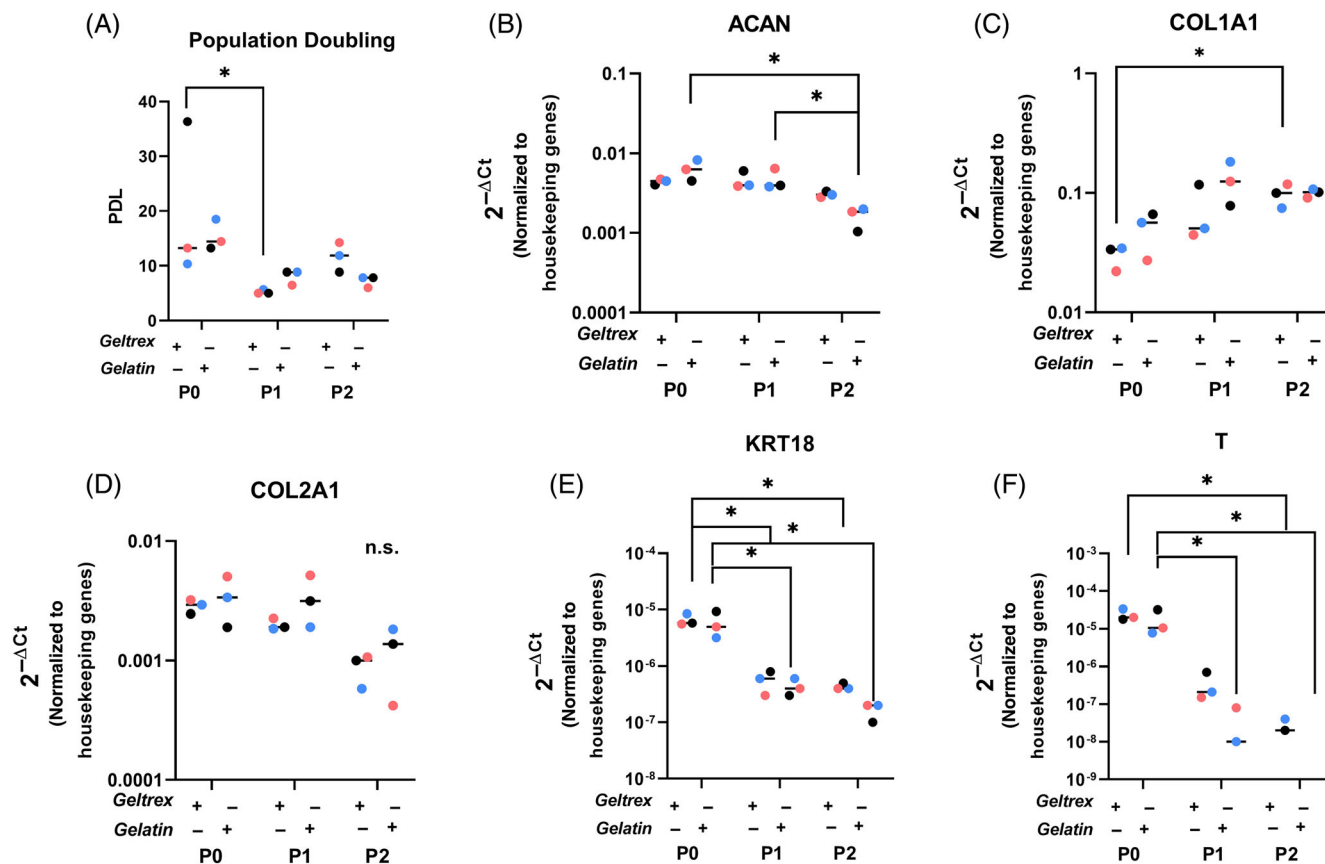 (A)
Population Doubling
*
PDL
40
30
20
10
0
Geltrex + – + – + –
Gelatin – + – + – +
P0 P1 P2
(B)
ACAN
*
*
2^−ΔCt
(Normalized to
housekeeping genes)
0.1
0.01
0.001
0.0001
Geltrex + – + – + –
Gelatin – + – + – +
P0 P1 P2
(C)
COL1A1
*
2^−ΔCt
(Normalized to
housekeeping genes)
1
0.1
0.01
Geltrex + – + – + –
Gelatin – + – + – +
P0 P1 P2
(D)
COL2A1
n.s.
2^−ΔCt
(Normalized to
housekeeping genes)
0.01
0.001
0.0001
Geltrex + – + – + –
Gelatin – + – + – +
P0 P1 P2
(E)
KRT18
*
*
*
*
2^−ΔCt
(Normalized to
housekeeping genes)
10^-4
10^-5
10^-6
10^-7
10^-8
Geltrex + – + – + –
Gelatin – + – + – +
P0 P1 P2
(F)
T
*
*
*
2^−ΔCt
(Normalized to
housekeeping genes)
10^-3
10^-4
10^-5
10^-6
10^-7
10^-8
10^-9
Geltrex + – + – + –
Gelatin – + – + – +
P0 P1 P2